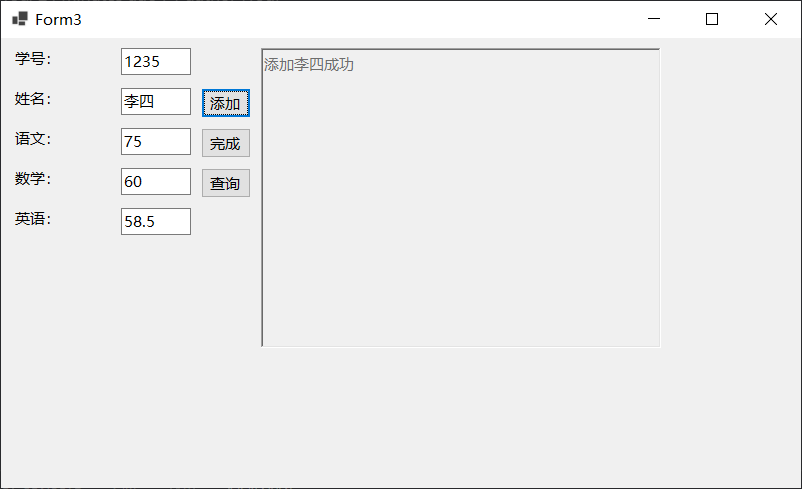 Form3
学号：
1235
添加李四成功
姓名：
李四
添加
语文：
75
完成
数学：
60
查询
英语：
58.5